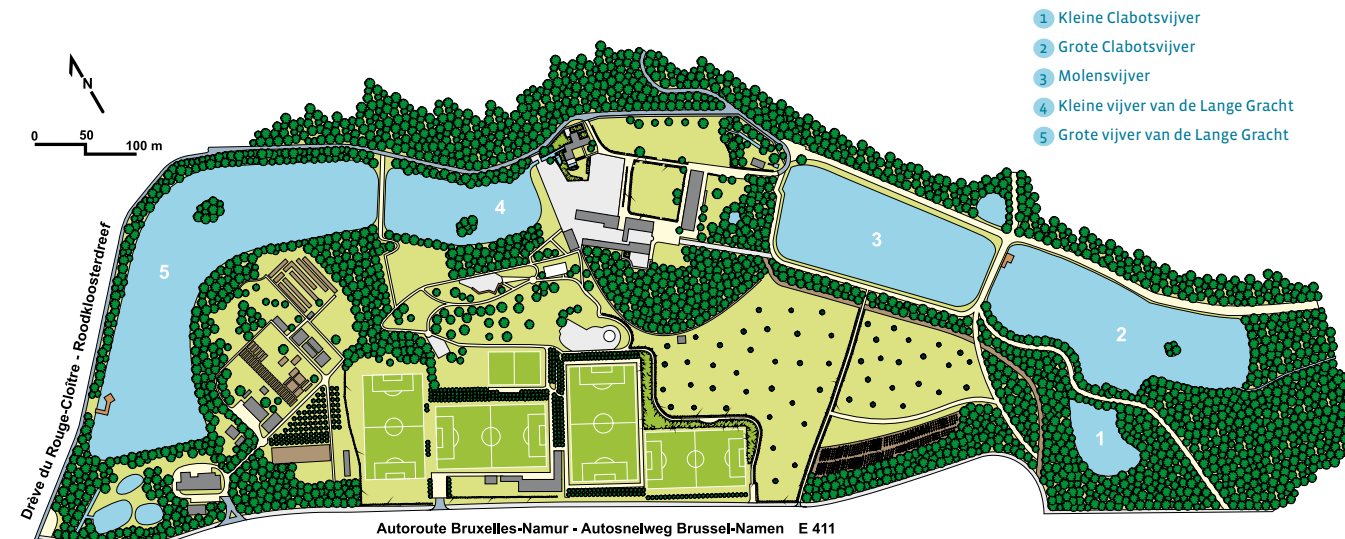 1 Kleine Clabotsvijver
2 Grote Clabotsvijver
3 Molensvijver
4 Kleine vijver van de Lange Gracht
5 Grote vijver van de Lange Gracht
N
0 50 100 m
4
3
5
2
1
Drève du Rouge-Cloître - Roodkloosterdreef
Autoroute Bruxelles-Namur - Autosnelweg Brussel-Namen E 411